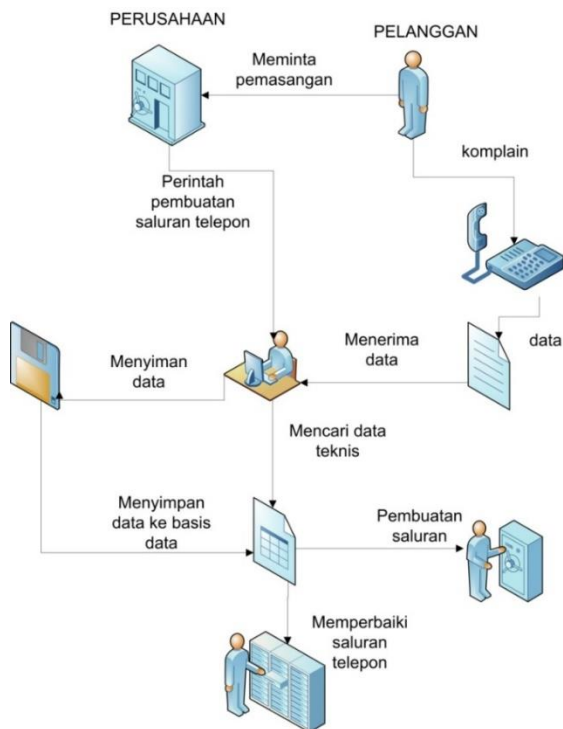 PERUSAHAAN
PELANGGAN
Meminta
pemasangan
komplain
Perintah
pembuatan
saluran telepon
data
Menerima
data
Menyiman
data
Mencari data
teknis
Menyimpan
data ke basis
data
Pembuatan
saluran
Memperbaiki
saluran
telepon